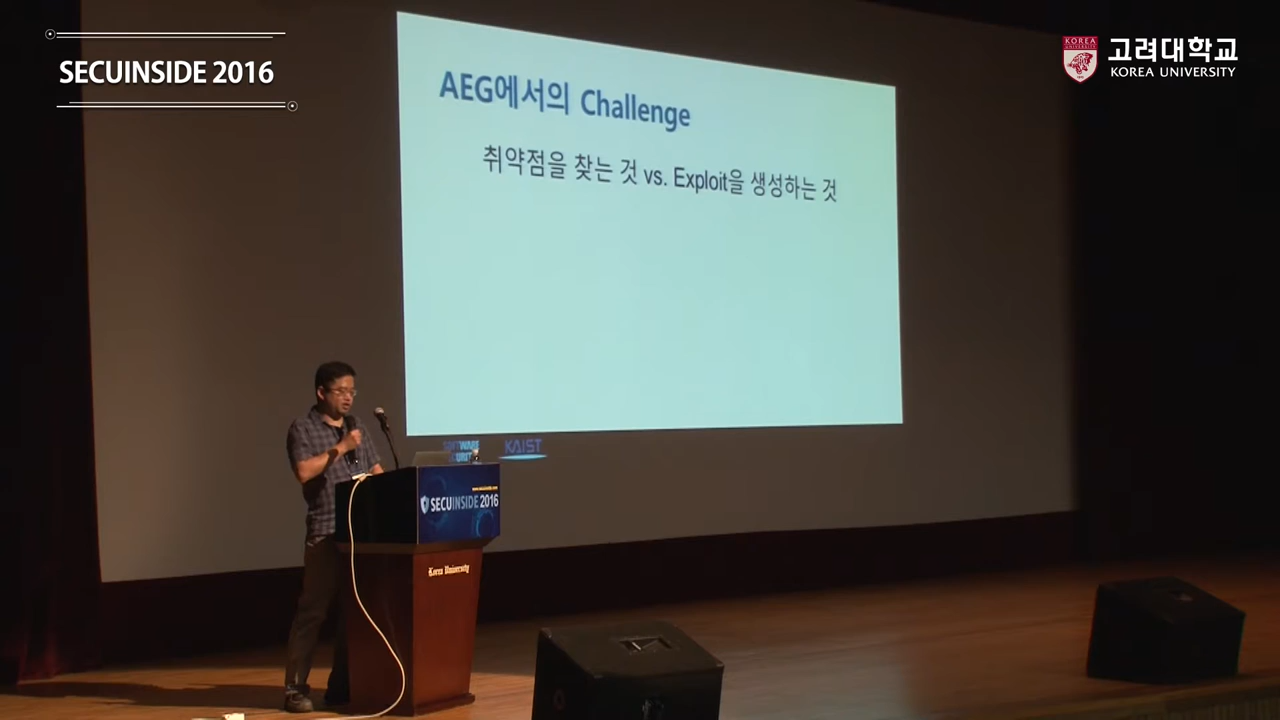 SECUINSIDE 2016
KOREA
UNIVERSITY
고려대학교
KOREA UNIVERSITY
AEG에서의 Challenge
취약점을 찾는 것 vs. Exploit을 생성하는 것
KAIST
SECUINSIDE 2016
Korea University